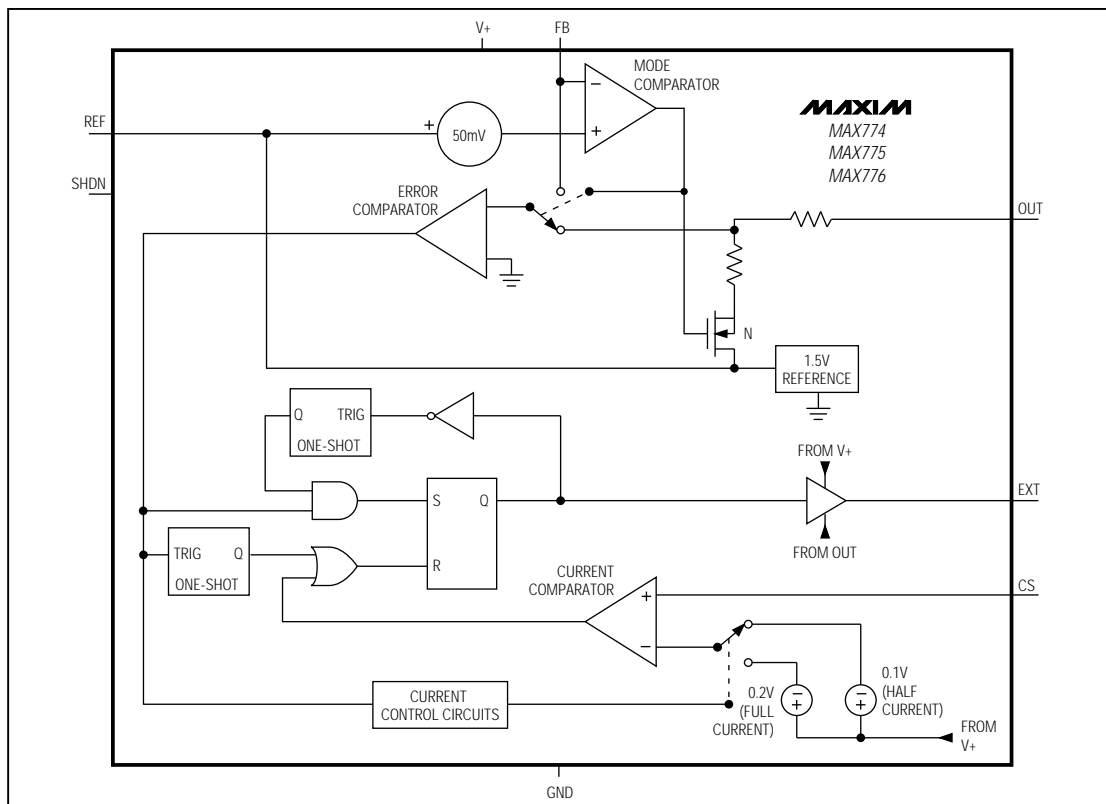 V+
FB
MODE
COMPARATOR
−
+
+
50mV
REF
SHDN
MAXIM
MAX774
MAX775
MAX776
ERROR
COMPARATOR
OUT
N
1.5V
REFERENCE
Q TRIG
ONE-SHOT
FROM V+
S Q
R
EXT
FROM OUT
TRIG Q
ONE-SHOT
CURRENT
COMPARATOR
+
−
CS
CURRENT
CONTROL CIRCUITS
0.2V
(FULL
CURRENT)
−
+
−
+
0.1V
(HALF
CURRENT)
FROM
V+
GND